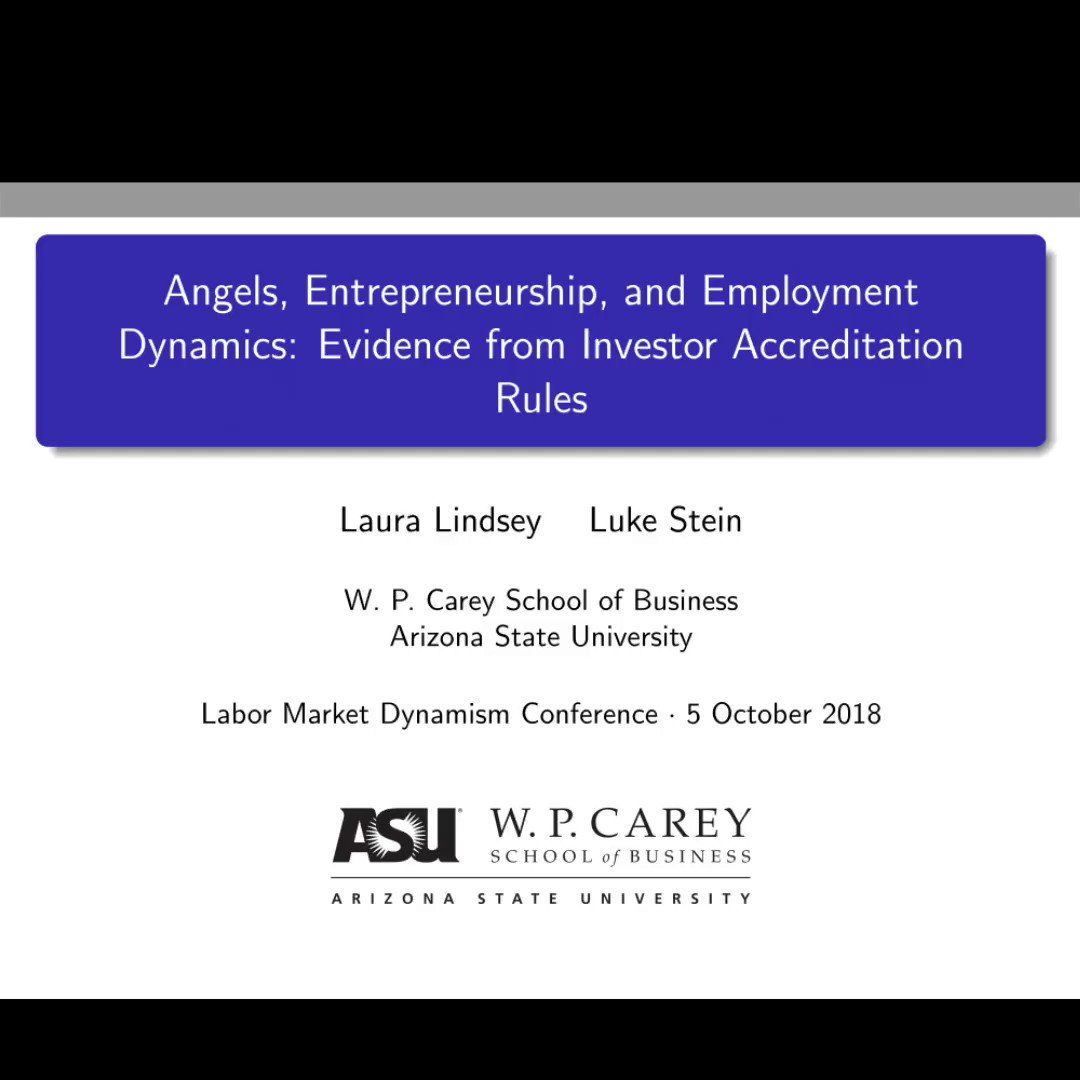 Angels, Entrepreneurship, and Employment
Dynamics: Evidence from Investor Accreditation
Rules
Laura Lindsey Luke Stein
W. P. Carey School of Business
Arizona State University
Labor Market Dynamism Conference · 5 October 2018
ASU® W. P. CAREY
SCHOOL of BUSINESS
ARIZONA STATE UNIVERSITY